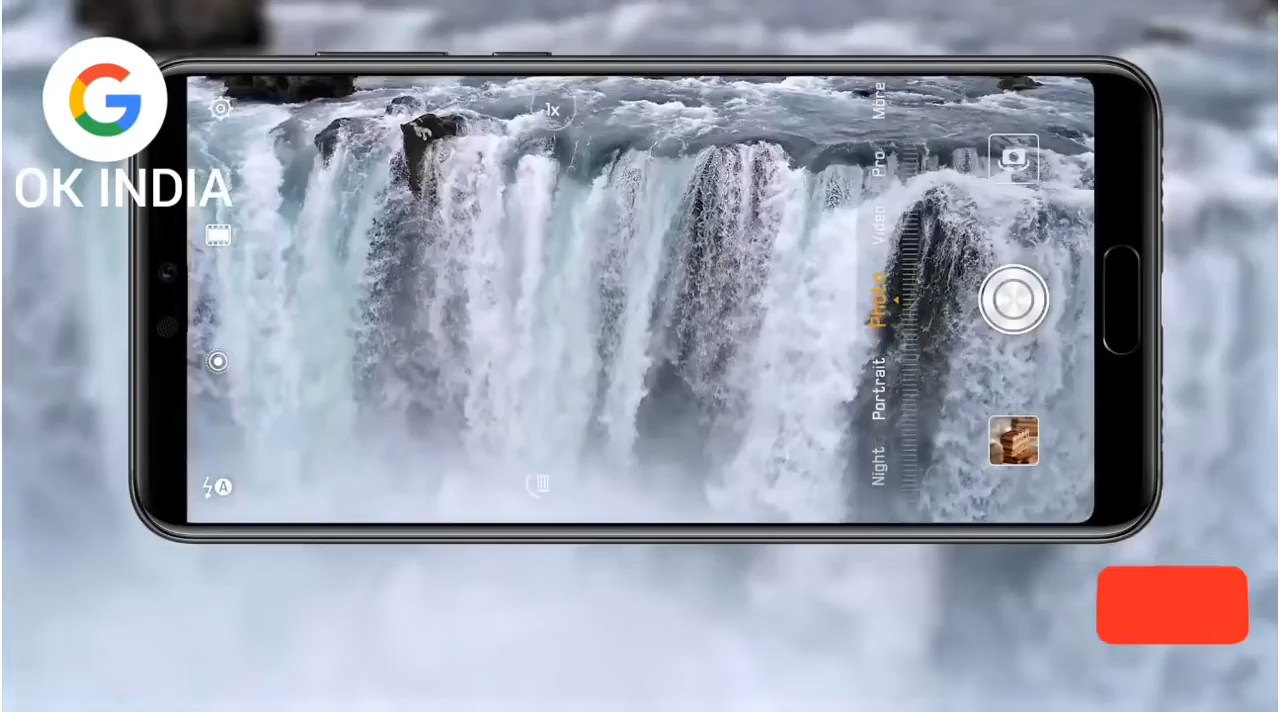 OK INDIA
1x
More
Pro
Video
Photo
Portrait
Night
A